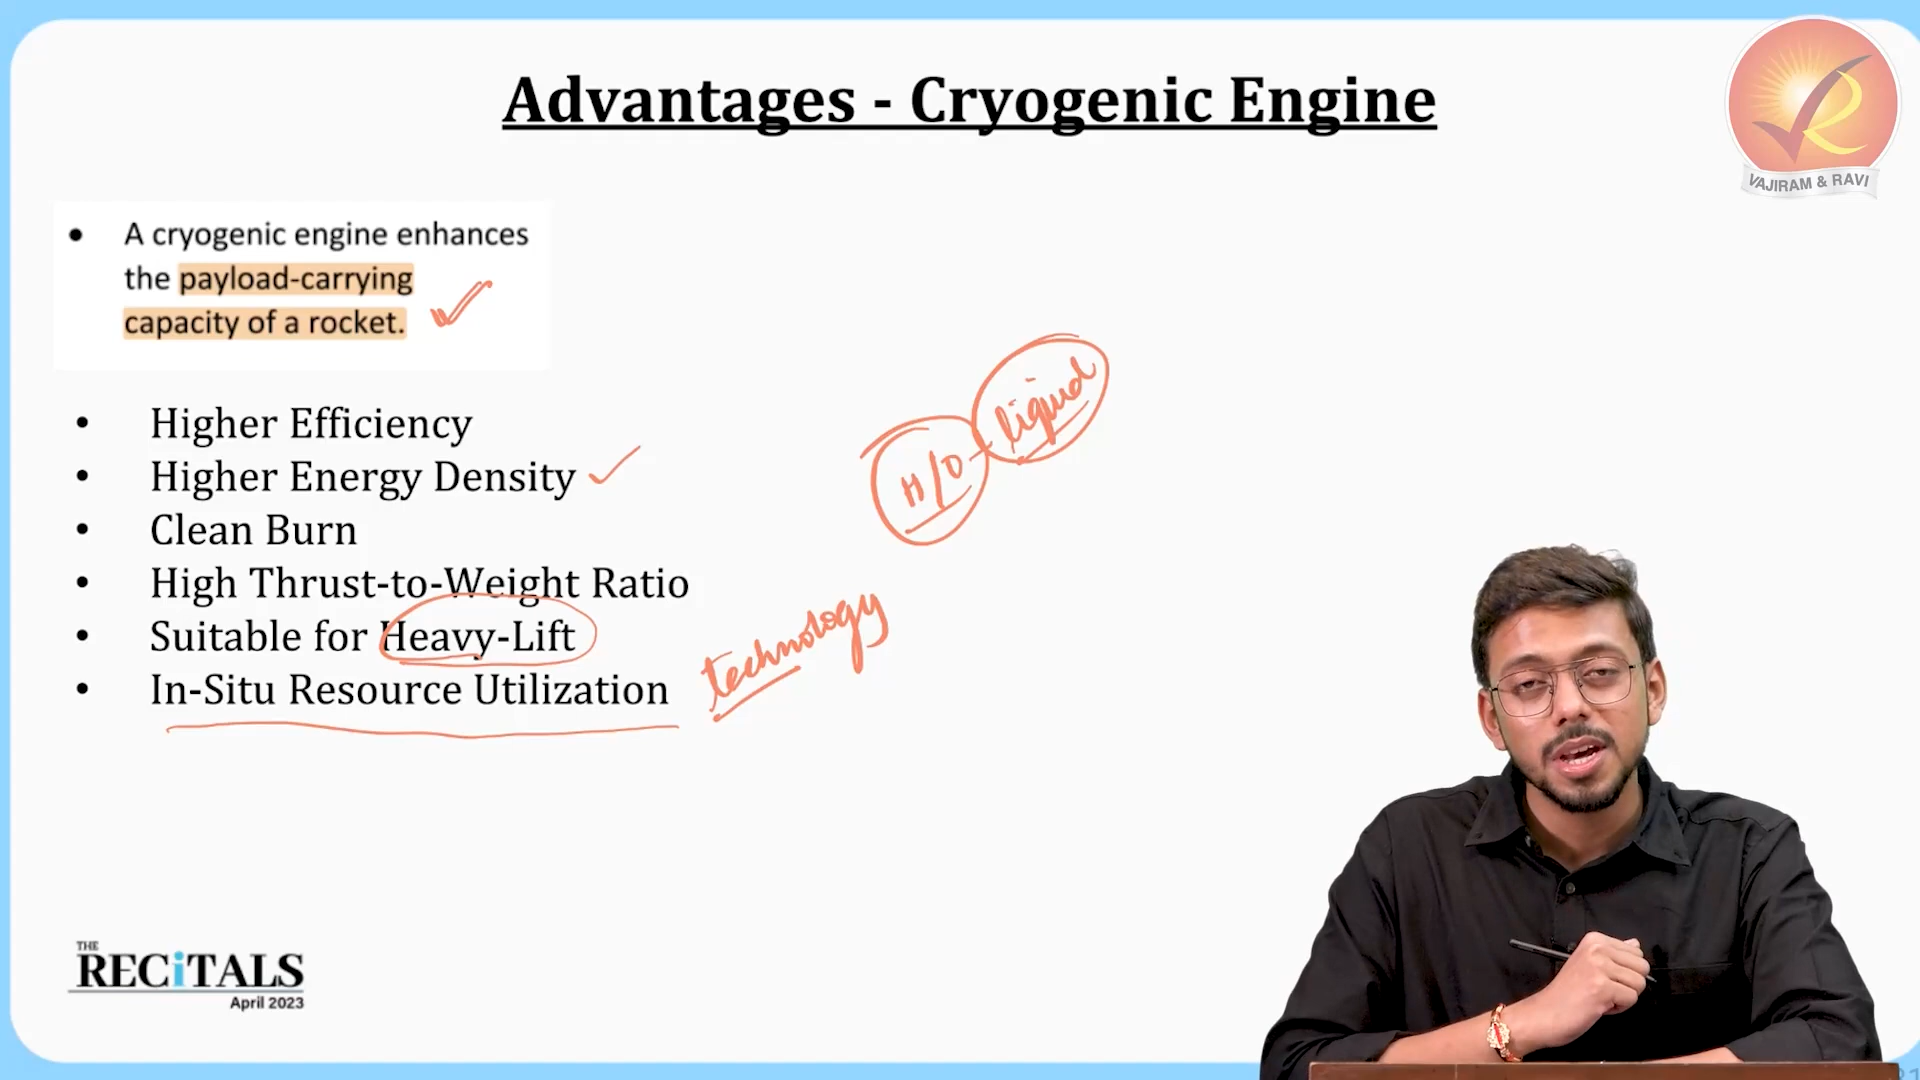 Advantages - Cryogenic Engine
VAJIRAM & RAVI
• A cryogenic engine enhances
the payload-carrying
capacity of a rocket.
• Higher Efficiency
• Higher Energy Density
• Clean Burn
• High Thrust-to-Weight Ratio
• Suitable for Heavy-Lift
• In-Situ Resource Utilization
liquid
H/O
technology
THE
RECiTALS
April 2023